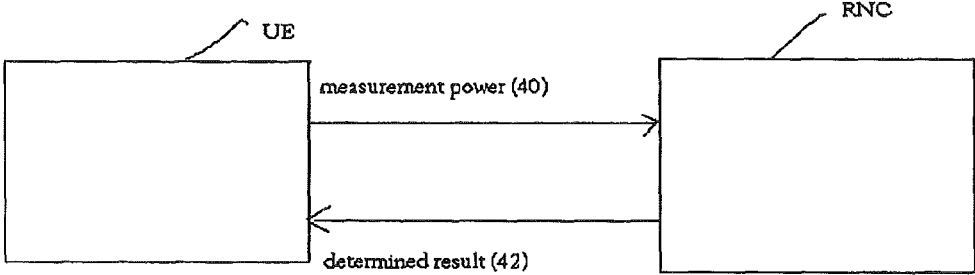 UE
RNC
measurement power (40)
determined result (42)